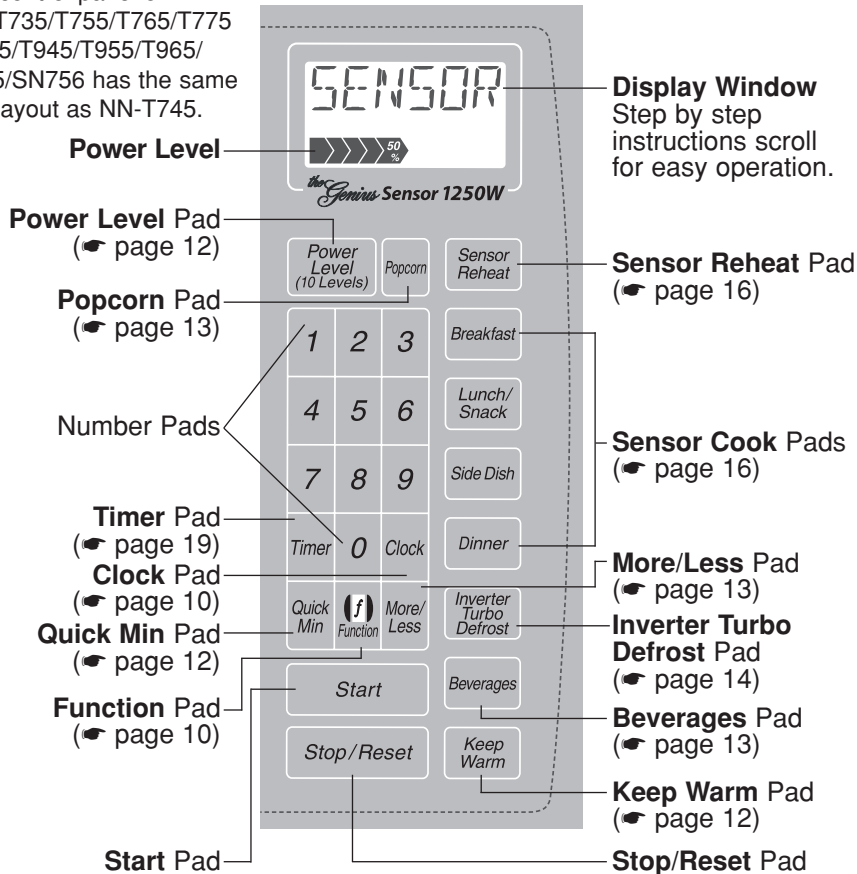 T735/T755/T765/T775
5/T945/T955/T965/
5/SN756 has the same
layout as NN-T745.
Power Level
Power Level Pad
(☛ page 12)
Popcorn Pad
(☛ page 13)
Number Pads
Timer Pad
(☛ page 19)
Clock Pad
(☛ page 10)
Quick Min Pad
(☛ page 12)
Function Pad
(☛ page 10)
Start Pad
SENSOR
50
%
the Genius Sensor 1250W
Power
Level
(10 Levels)
Popcorn
Sensor
Reheat
1 2 3
Breakfast
4 5 6
Lunch/
Snack
7 8 9
Side Dish
Timer 0 Clock
Dinner
Quick
Min
f
Function
More/
Less
Inverter
Turbo
Defrost
Start
Beverages
Stop/Reset
Keep
Warm
Display Window
Step by step
instructions scroll
for easy operation.
Sensor Reheat Pad
(☛ page 16)
Sensor Cook Pads
(☛ page 16)
More/Less Pad
(☛ page 13)
Inverter Turbo
Defrost Pad
(☛ page 14)
Beverages Pad
(☛ page 13)
Keep Warm Pad
(☛ page 12)
Stop/Reset Pad